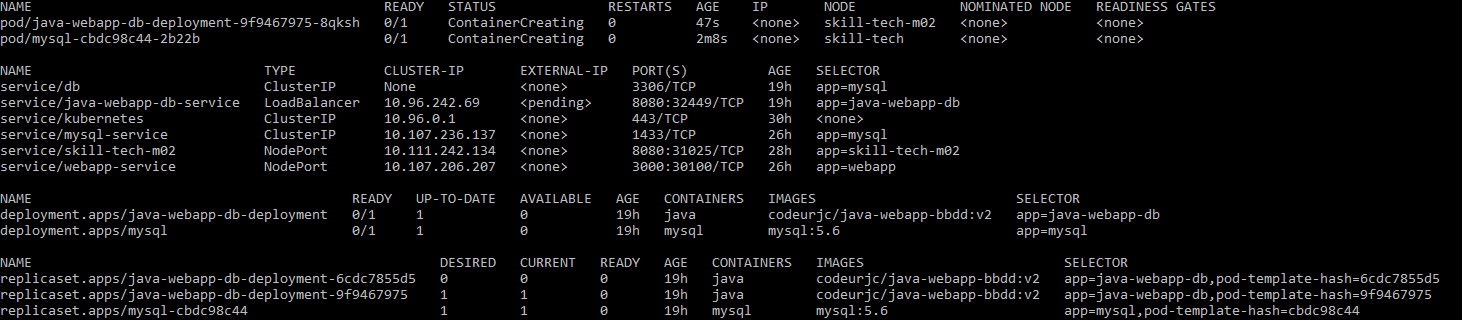 NAME READY STATUS RESTARTS AGE IP NODE NOMINATED NODE READINESS GATES
pod/java-webapp-db-deployment-9f9467975-8qksh 0/1 ContainerCreating 0 47s <none> skill-tech-m02 <none> <none>
pod/mysql-cbdc98c44-2b22b 0/1 ContainerCreating 0 2m8s <none> skill-tech <none> <none>
NAME TYPE CLUSTER-IP EXTERNAL-IP PORT(S) AGE SELECTOR
service/db ClusterIP None <none> 3306/TCP 19h app=mysql
service/java-webapp-db-service LoadBalancer 10.96.242.69 <pending> 8080:32449/TCP 19h app=java-webapp-db
service/kubernetes ClusterIP 10.96.0.1 <none> 443/TCP 30h <none>
service/mysql-service ClusterIP 10.107.236.137 <none> 1433/TCP 26h app=mysql
service/skill-tech-m02 NodePort 10.111.242.134 <none> 8080:31025/TCP 28h app=skill-tech-m02
service/webapp-service NodePort 10.107.206.207 <none> 3000:30100/TCP 26h app=webapp
NAME READY UP-TO-DATE AVAILABLE AGE CONTAINERS IMAGES SELECTOR
deployment.apps/java-webapp-db-deployment 0/1 1 0 19h java codeurjc/java-webapp-bbdd:v2 app=java-webapp-db
deployment.apps/mysql 0/1 1 0 19h mysql mysql:5.6 app=mysql
NAME DESIRED CURRENT READY AGE CONTAINERS IMAGES SELECTOR
replicaset.apps/java-webapp-db-deployment-6cdc7855d5 0 0 0 19h java codeurjc/java-webapp-bbdd:v2 app=java-webapp-db,pod-template-hash=6cdc7855d5
replicaset.apps/java-webapp-db-deployment-9f9467975 1 1 0 19h java codeurjc/java-webapp-bbdd:v2 app=java-webapp-db,pod-template-hash=9f9467975
replicaset.apps/mysql-cbdc98c44 1 1 0 19h mysql mysql:5.6 app=mysql,pod-template-hash=cbdc98c44